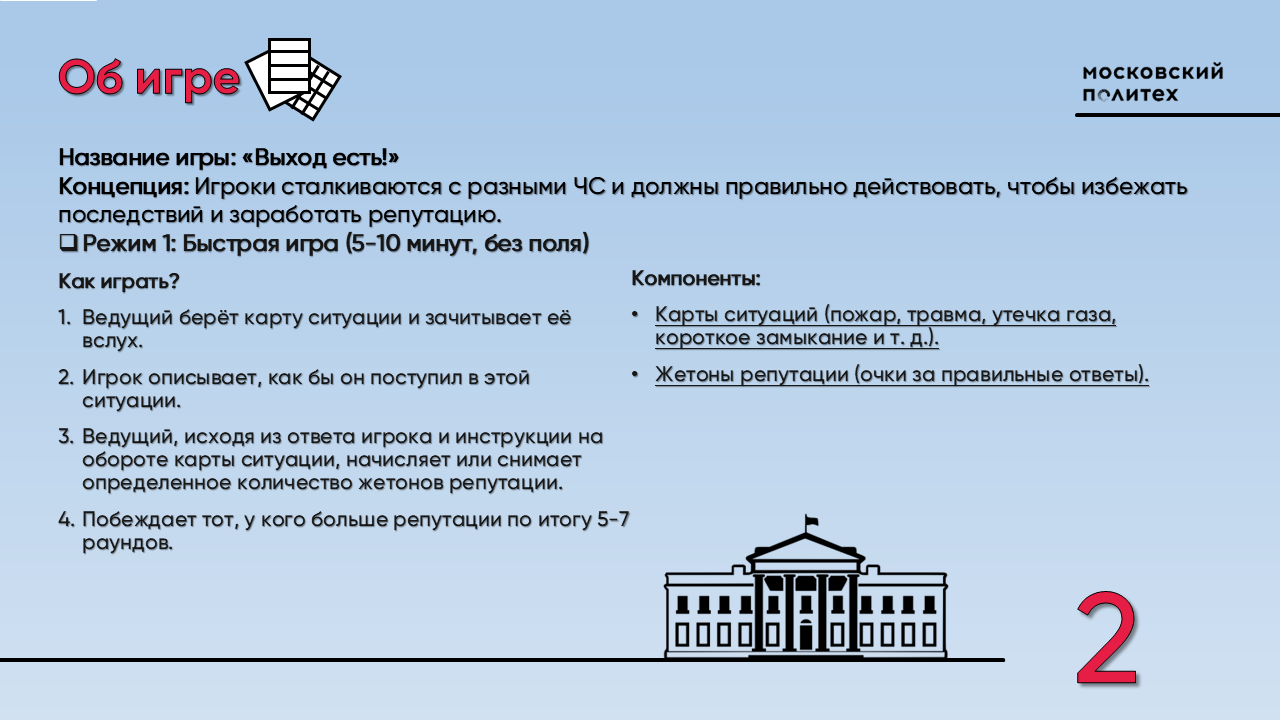 Об игре
московский
политех
Название игры: «Выход есть!»
Концепция: Игроки сталкиваются с разными ЧС и должны правильно действовать, чтобы избежать
последствий и заработать репутацию.
❑ Режим 1: Быстрая игра (5-10 минут, без поля)
Как играть?
1. Ведущий берёт карту ситуации и зачитывает её
вслух.
2. Игрок описывает, как бы он поступил в этой
ситуации.
3. Ведущий, исходя из ответа игрока и инструкции на
обороте карты ситуации, начисляет или снимает
определенное количество жетонов репутации.
4. Побеждает тот, у кого больше репутации по итогу 5-7
раундов.
Компоненты:
• Карты ситуаций (пожар, травма, утечка газа,
короткое замыкание и т. д.).
• Жетоны репутации (очки за правильные ответы).
2